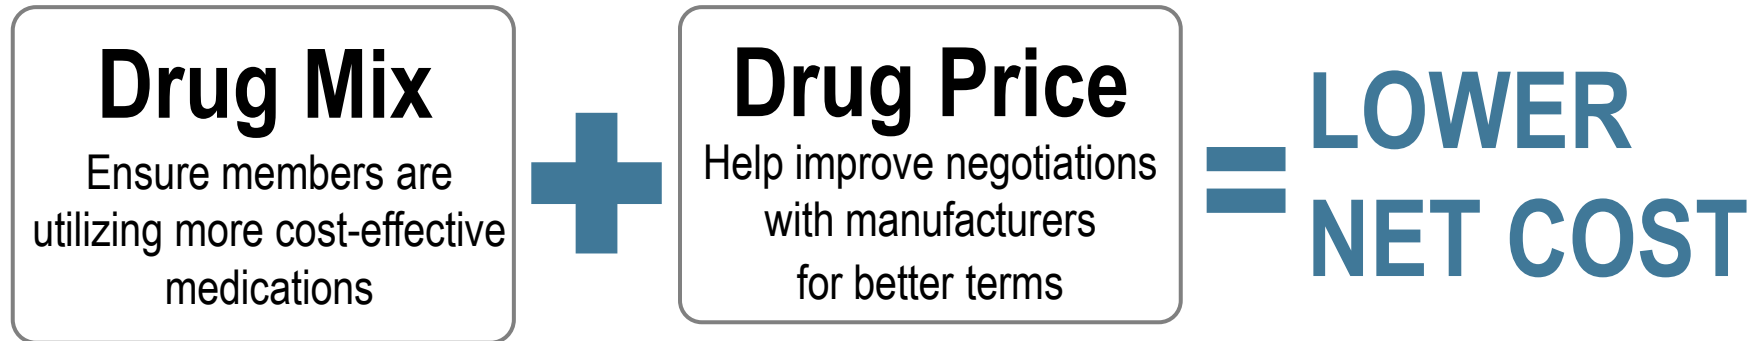 Drug Mix
Ensure members are
utilizing more cost-effective
medications
Drug Price
Help improve negotiations
with manufacturers
for better terms
LOWER
NET COST